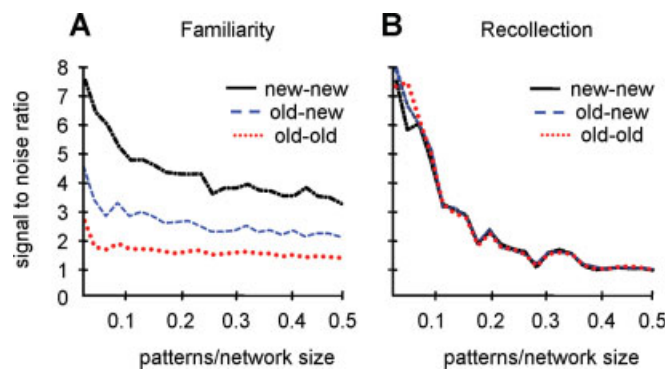 A Familiarity
B Recollection
signal to noise ratio
8
7
6
5
4
3
2
1
0
new-new
old-new
old-old
0.1 0.2 0.3 0.4 0.5
patterns/network size
new-new
old-new
old-old
0.1 0.2 0.3 0.4 0.5
patterns/network size